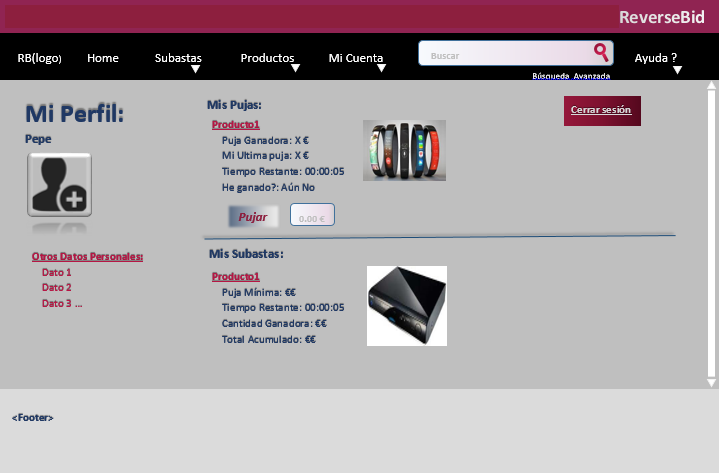 ReverseBid
RB(logo) Home Subastas Productos Mi Cuenta Buscar Ayuda ?
Búsqueda Avanzada
Mi Perfil:
Pepe
Otros Datos Personales:
Dato 1
Dato 2
Dato 3 ...
Mis Pujas:
Producto1
Puja Ganadora: X €
Mi Ultima puja: X €
Tiempo Restante: 00:00:05
He ganado?: Aún No
Pujar 0.00 €
Cerrar sesión
Mis Subastas:
Producto1
Puja Mínima: €€
Tiempo Restante: 00:00:05
Cantidad Ganadora: €€
Total Acumulado: €€
<Footer>